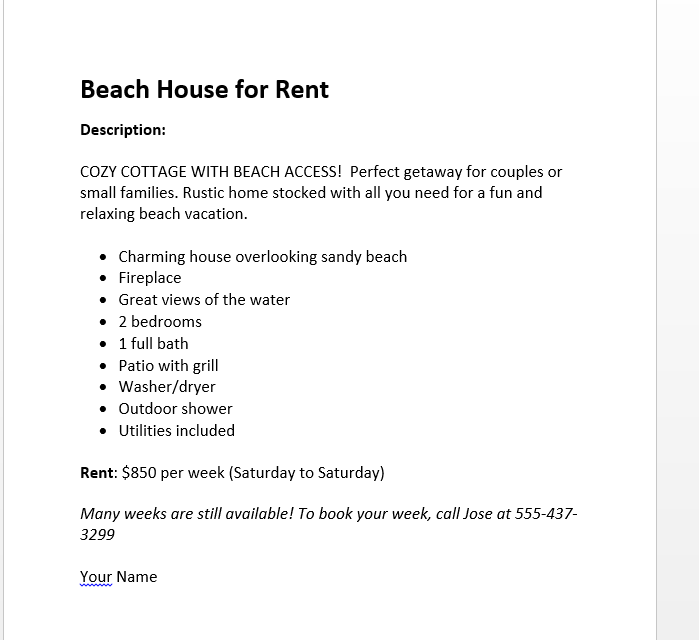 Beach House for Rent
Description:
COZY COTTAGE WITH BEACH ACCESS!  Perfect getaway for couples or
small families. Rustic home stocked with all you need for a fun and
relaxing beach vacation.
• Charming house overlooking sandy beach
• Fireplace
• Great views of the water
• 2 bedrooms
• 1 full bath
• Patio with grill
• Washer/dryer
• Outdoor shower
• Utilities included
Rent: $850 per week (Saturday to Saturday)
Many weeks are still available! To book your week, call Jose at 555-437-
3299
Your Name